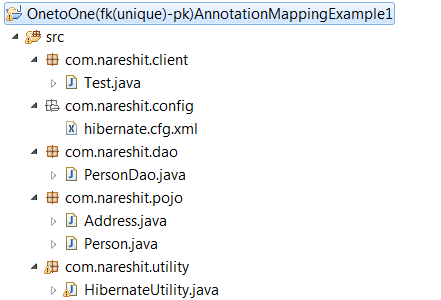 OnetoOne(fk(unique)-pk)AnnotationMappingExample1
src
com.nareshit.client
Test.java
com.nareshit.config
hibernate.cfg.xml
com.nareshit.dao
PersonDao.java
com.nareshit.pojo
Address.java
Person.java
com.nareshit.utility
HibernateUtility.java